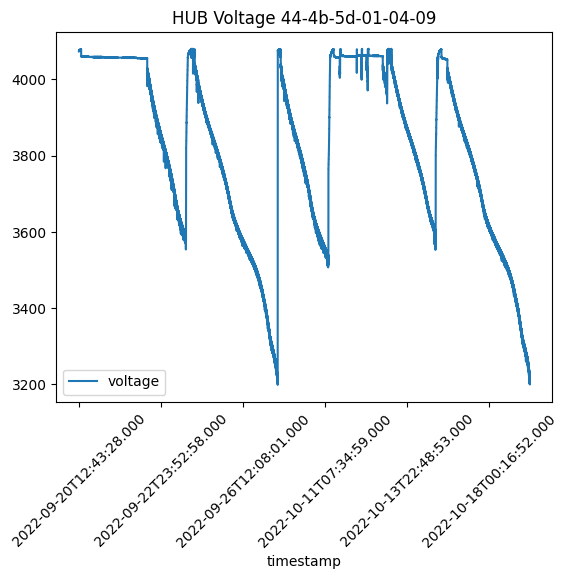 HUB Voltage 44-4b-5d-01-04-09
4000
3800
3600
3400
3200
voltage
2022-09-20T12:43:28.000
2022-09-22T23:52:58.000
2022-09-26T12:08:01.000
2022-10-11T07:34:59.000
2022-10-13T22:48:53.000
2022-10-18T00:16:52.000
timestamp